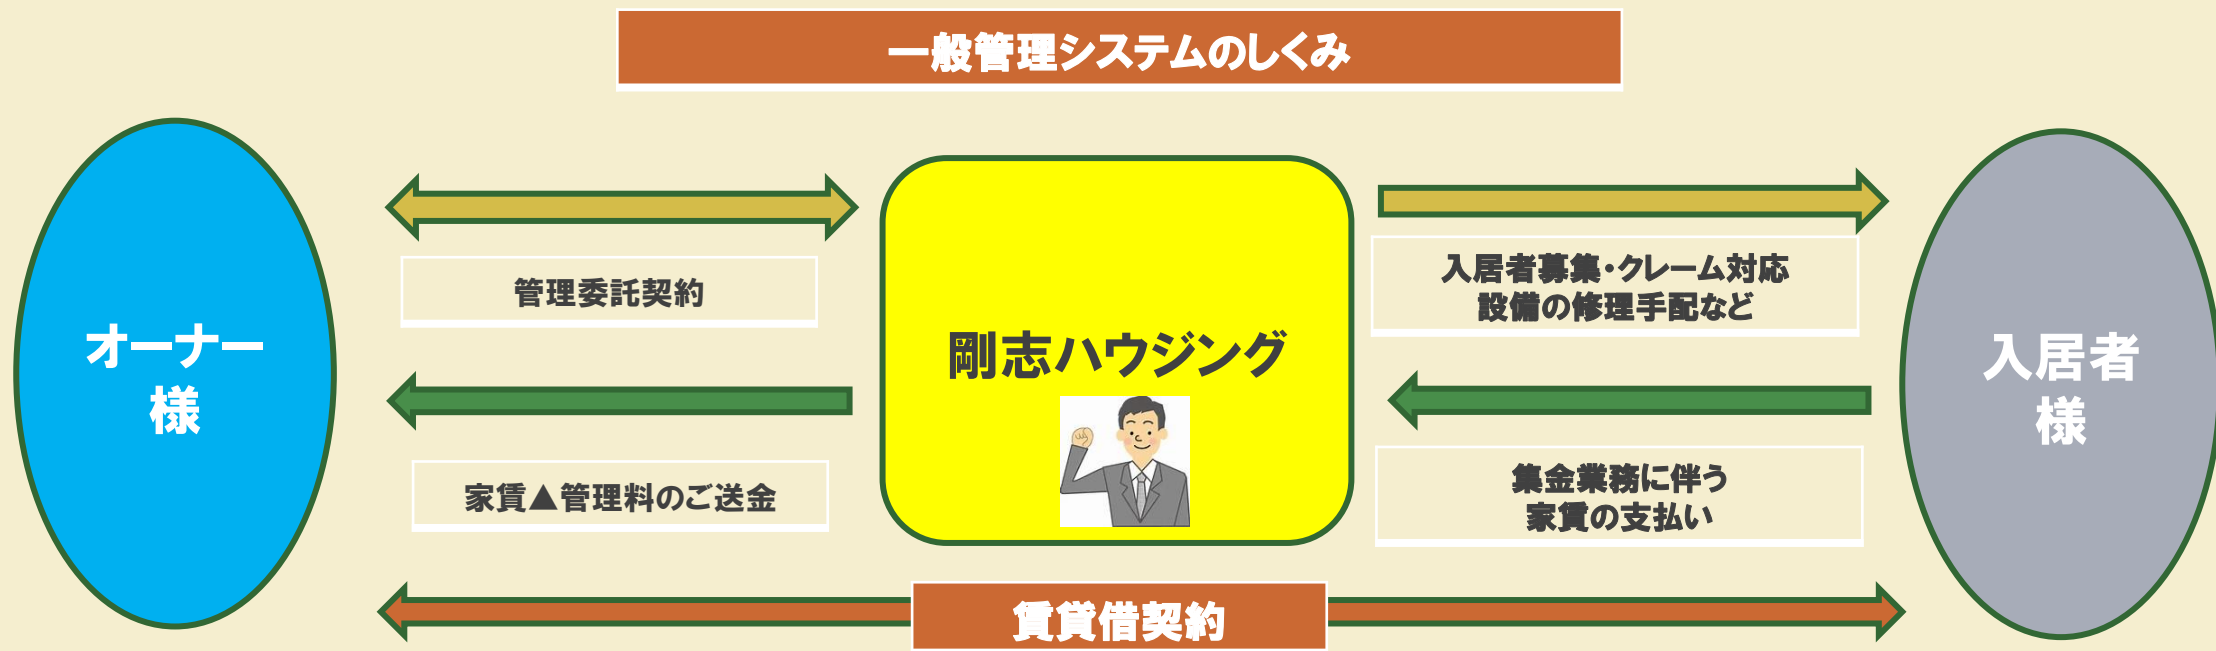 一般管理システムのしくみ
オーナー
様
管理委託契約
家賃▲管理料のご送金
剛志ハウジング
入居者募集・クレーム対応
設備の修理手配など
集金業務に伴う
家賃の支払い
入居者
様
賃貸借契約